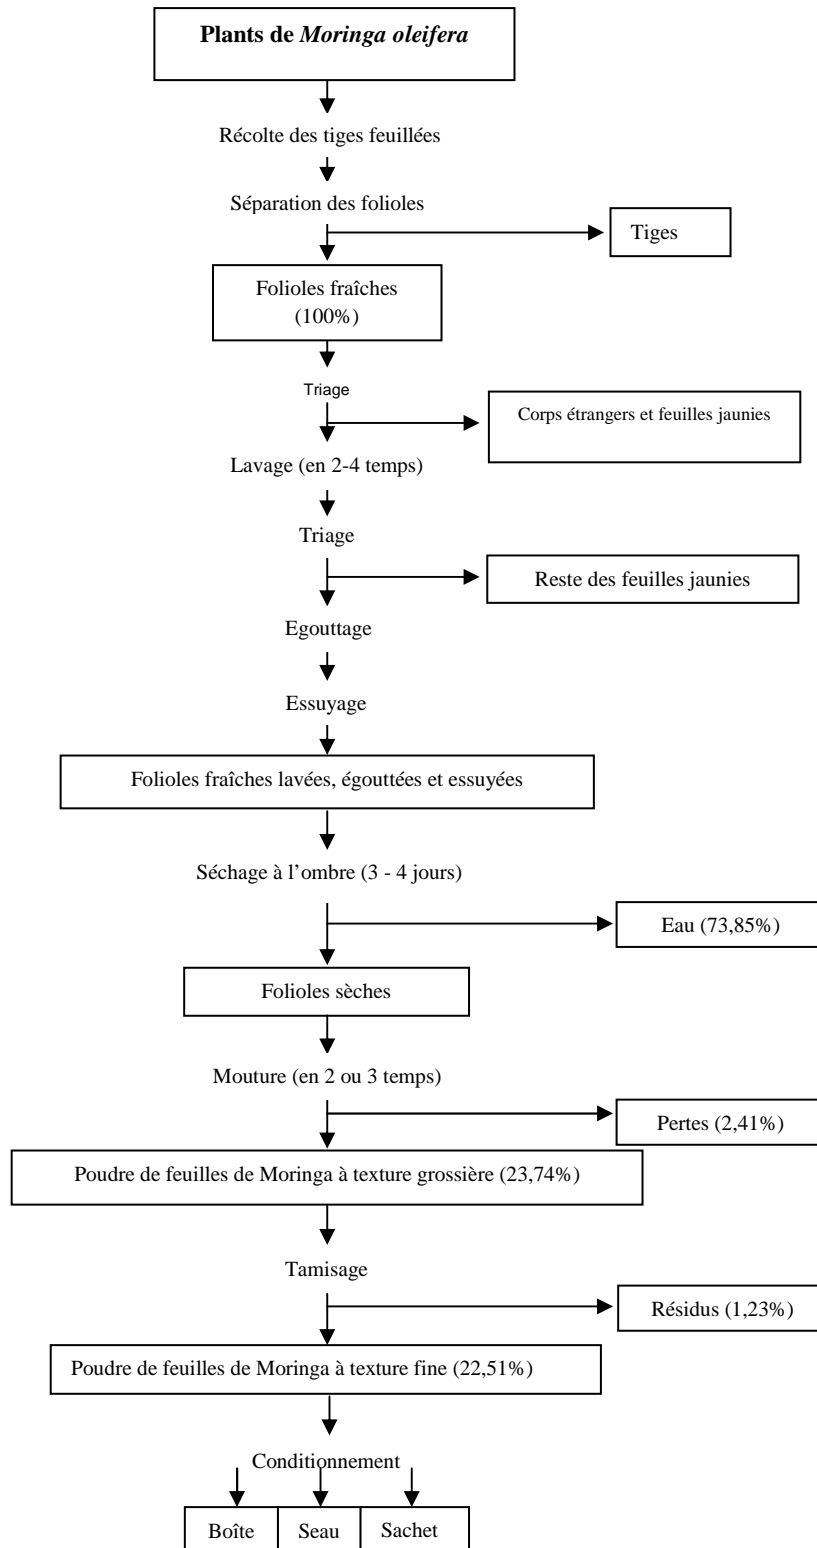 Plants de Moringa oleifera
Récolte des tiges feuillées
Séparation des folioles
Tiges
Folioles fraîches
(100%)
Triage
Corps étrangers et feuilles jaunies
Lavage (en 2-4 temps)
Triage
Reste des feuilles jaunies
Egouttage
Essuyage
Folioles fraîches lavées, égouttées et essuyées
Séchage à l’ombre (3 - 4 jours)
Eau (73,85%)
Folioles sèches
Mouture (en 2 ou 3 temps)
Pertes (2,41%)
Poudre de feuilles de Moringa à texture grossière (23,74%)
Tamisage
Résidus (1,23%)
Poudre de feuilles de Moringa à texture fine (22,51%)
Conditionnement
Boîte Seau Sachet